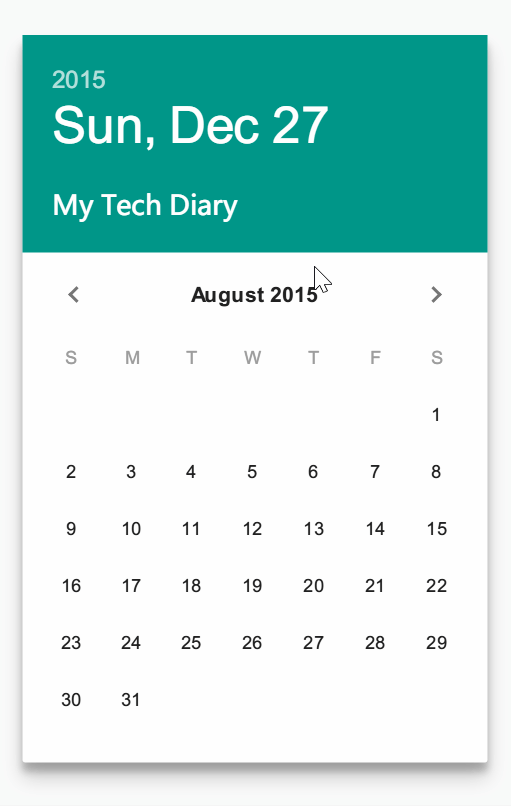 2015
Sun, Dec 27
My Tech Diary
August 2015
S M T W T F S
1
2 3 4 5 6 7 8
9 10 11 12 13 14 15
16 17 18 19 20 21 22
23 24 25 26 27 28 29
30 31